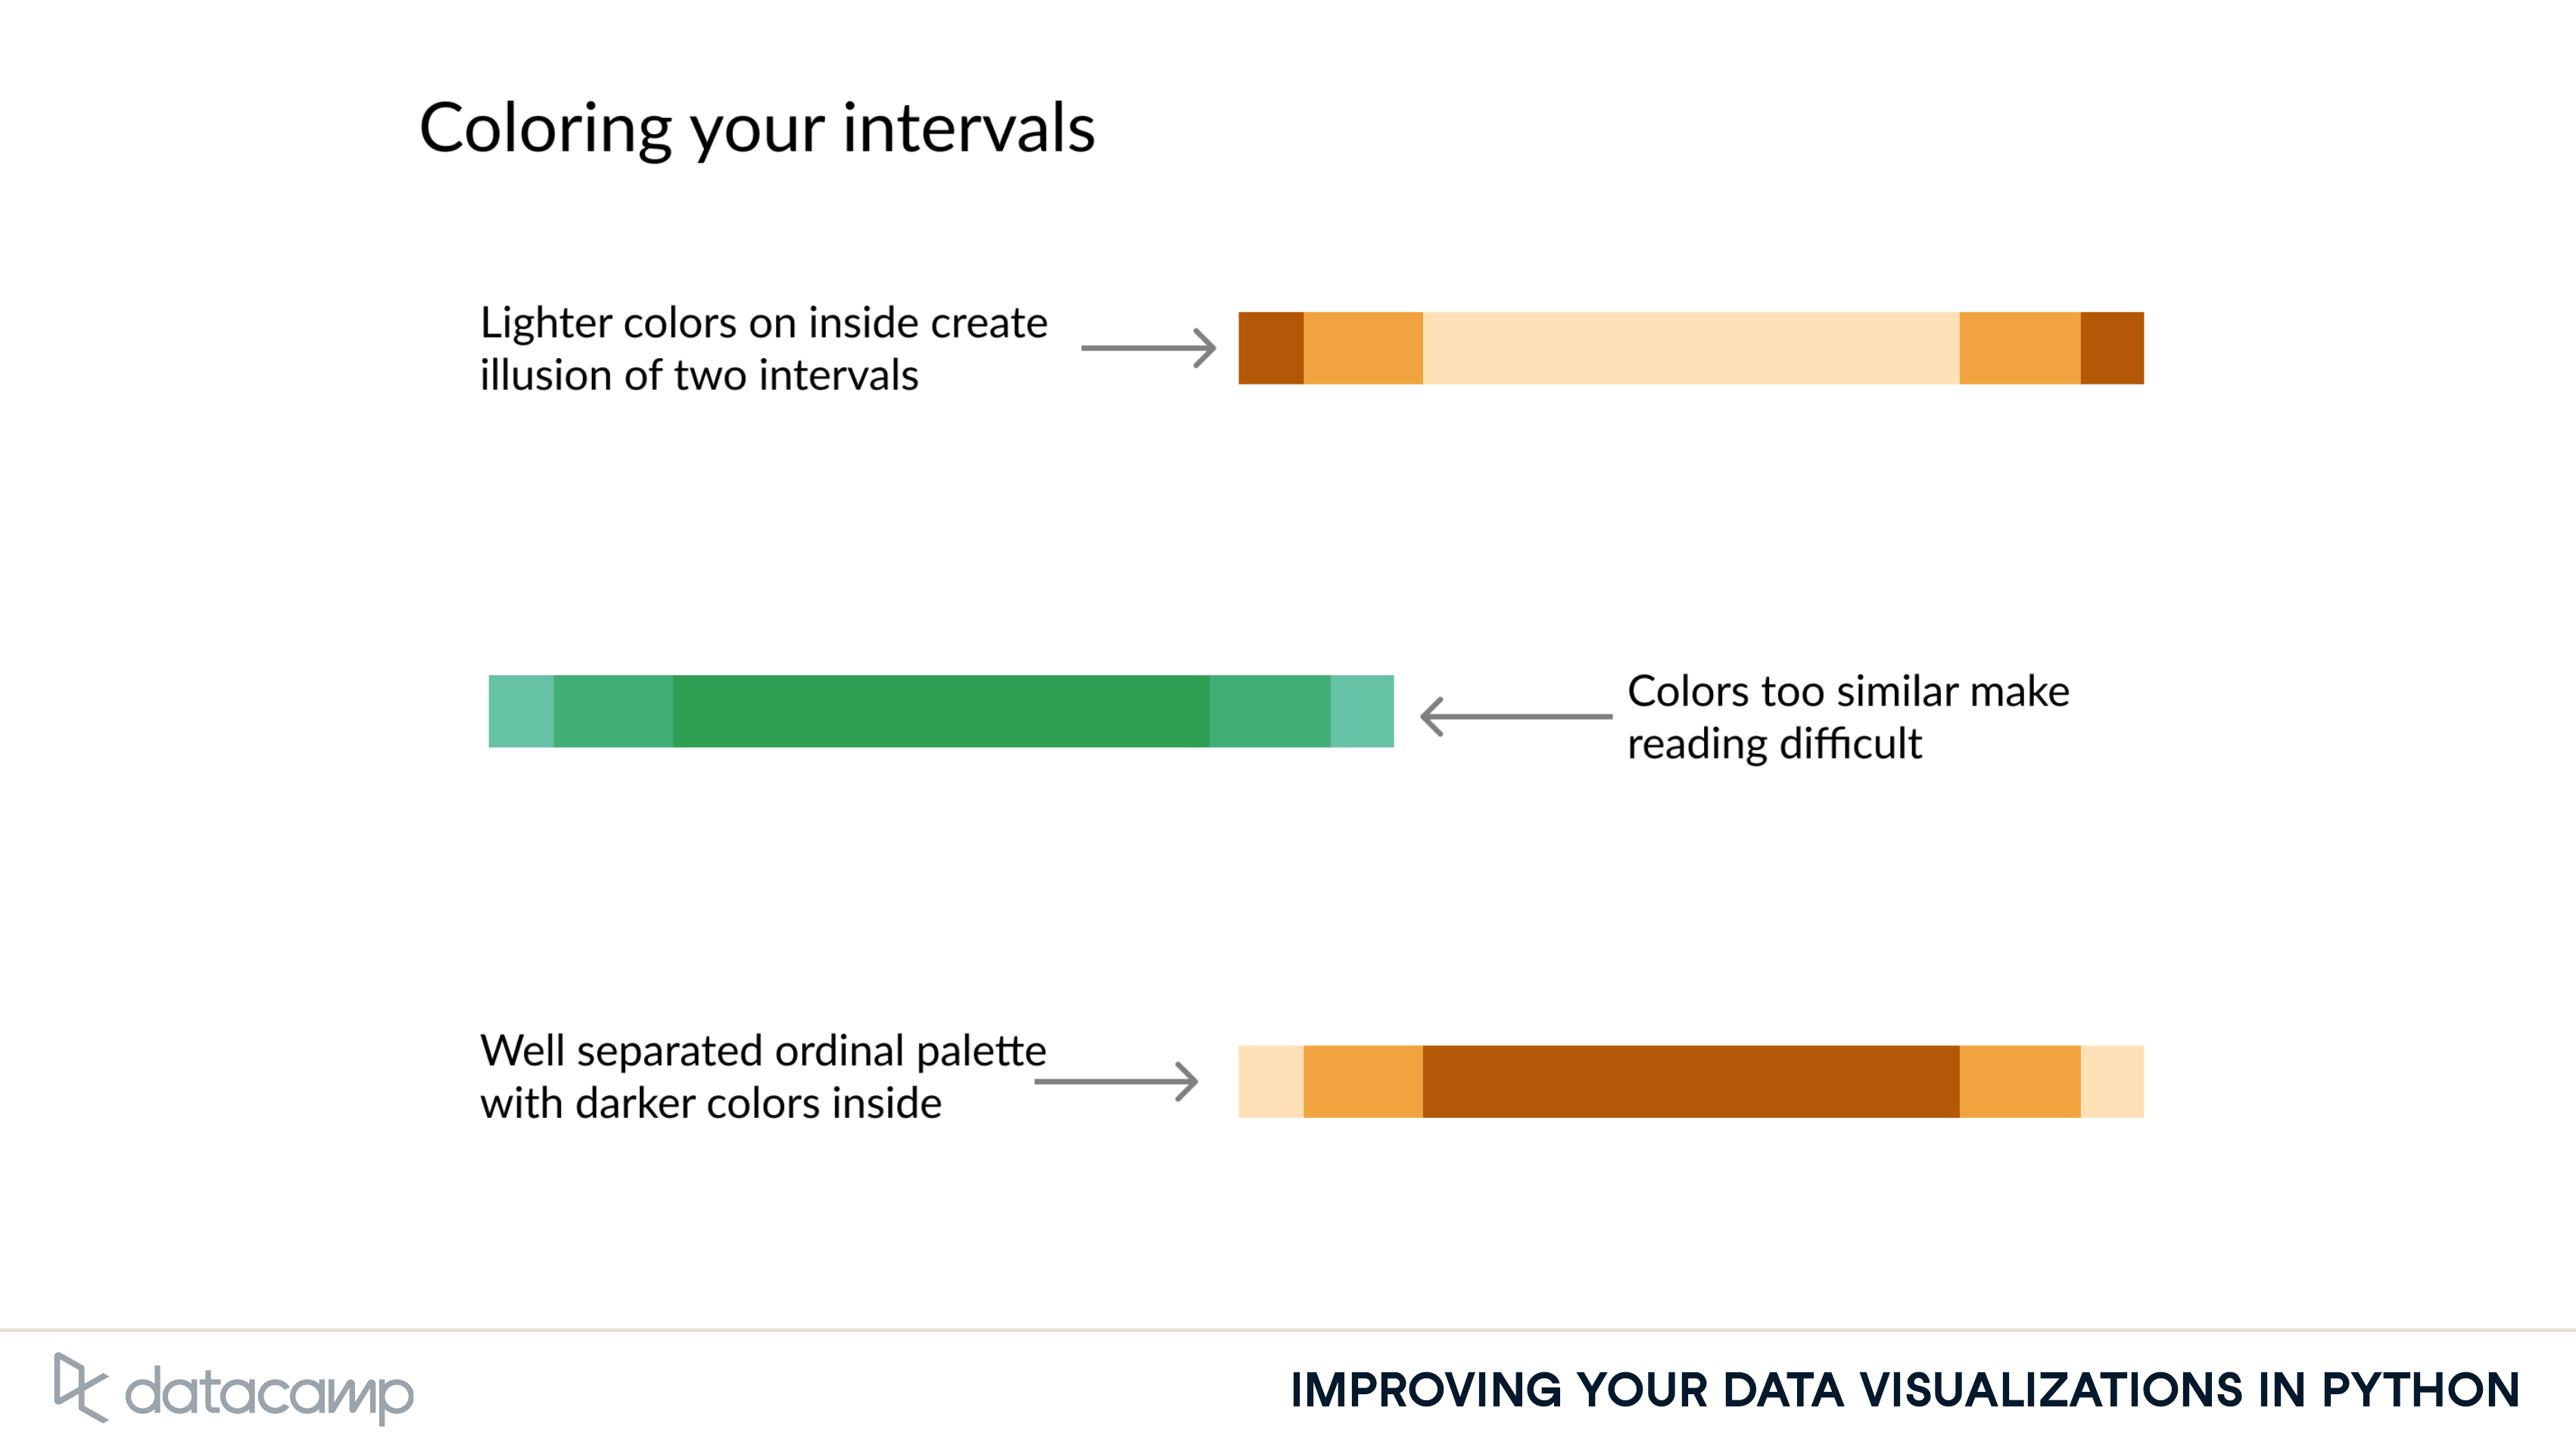 Coloring your intervals
Lighter colors on inside create
illusion of two intervals
Colors too similar make
reading difficult
Well separated ordinal palette
with darker colors inside
datacamp
IMPROVING YOUR DATA VISUALIZATIONS IN PYTHON